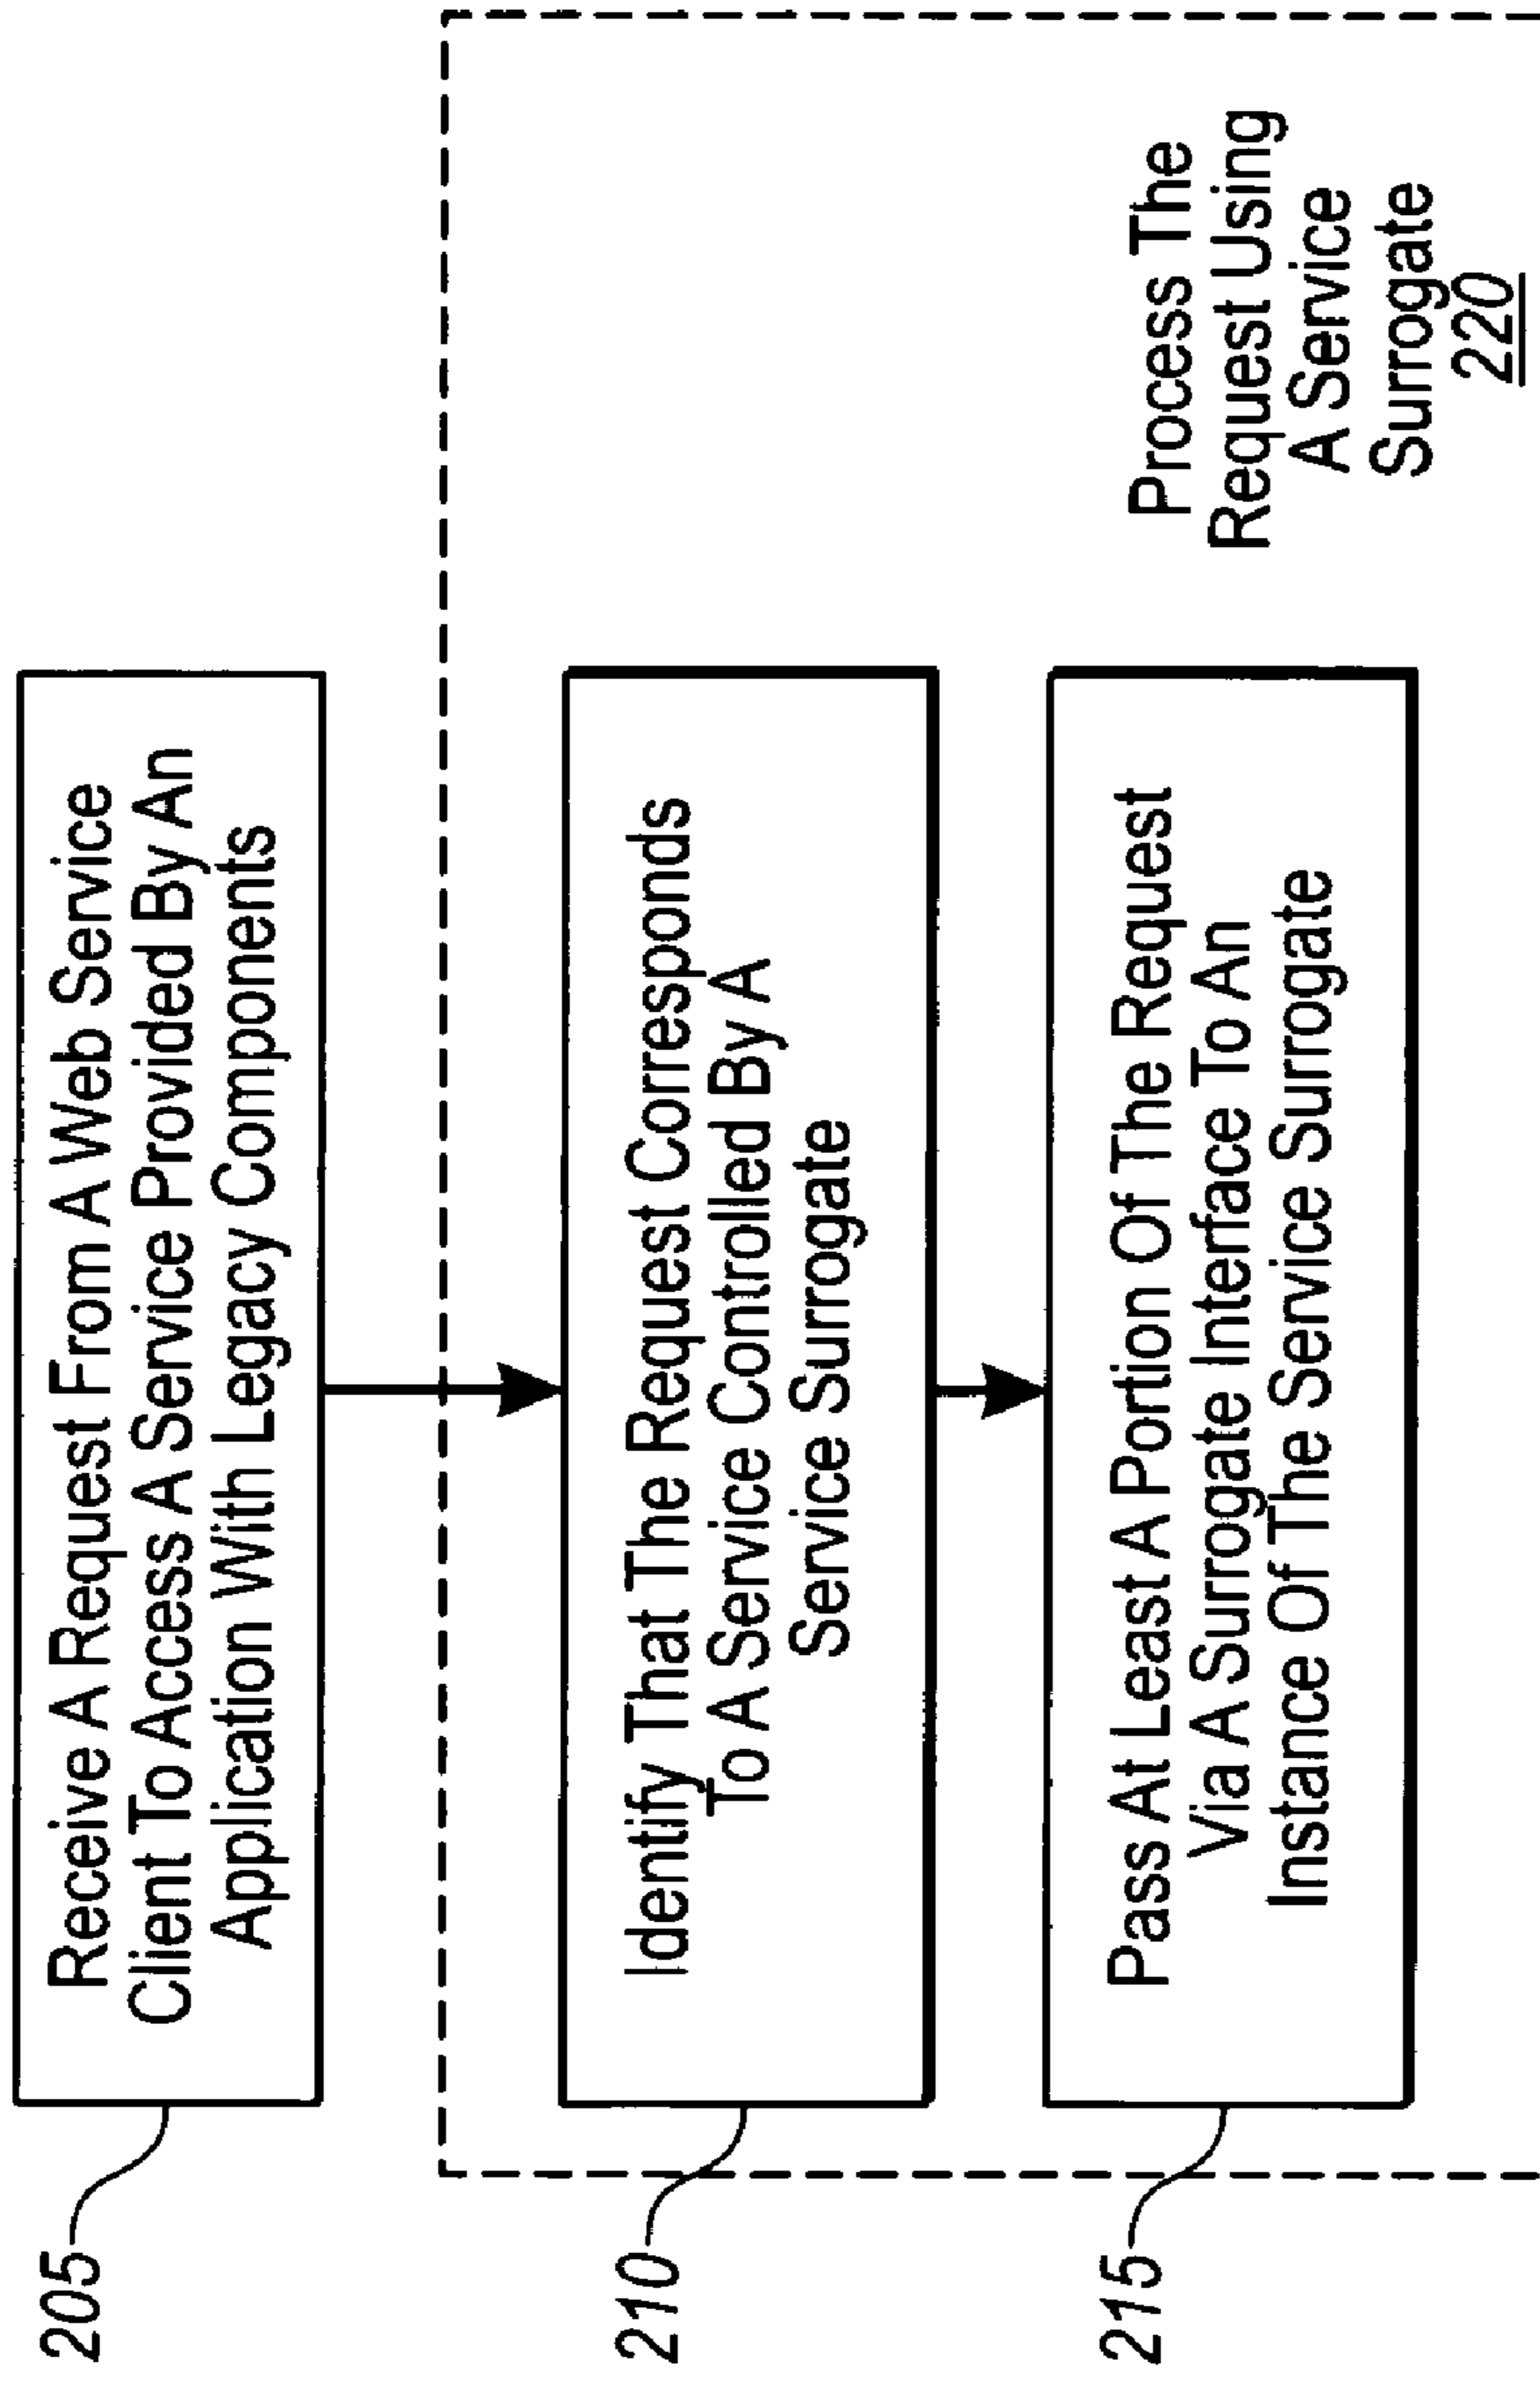 205
Receive A Request From A Web Service
Client To Access A Service Provided By An
Application With Legacy Components
210
Identify That The Request Corresponds
To A Service Controlled By A
Service Surrogate
215
Pass At Least A Portion Of The Request
Via A Surrogate Interface To An
Instance Of The Service Surrogate
Process The
Request Using
A Service
Surrogate
220